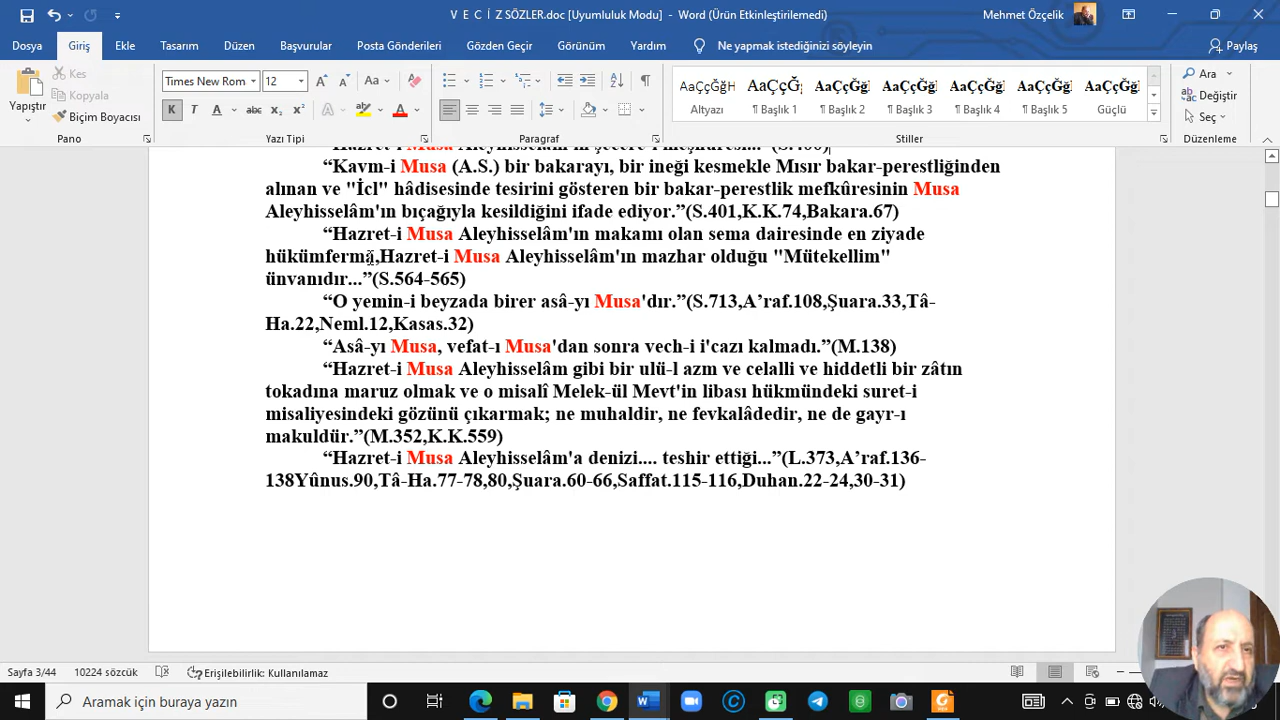 V E C İ Z SÖZLER.doc [Uyumluluk Modu] - Word (Ürün Etkinleştirilemedi)
Mehmet Özçelik
Dosya Giriş Ekle Tasarım Düzen Başvurular Posta Gönderileri Gözden Geçir Görünüm Yardım Ne yapmak istediğinizi söyleyin Paylaş
Yapıştır
Kes
Kopyala
Biçim Boyacısı
Times New Rom 12
K T A abc x₂ x²
AaÇçĞğH AaÇçĞ AaÇçĞğ AaÇçĞğ AaÇçĞğ AaÇçĞğ AaÇçĞğ
Altyazı ¶ Başlık 1 ¶ Başlık 2 ¶ Başlık 3 ¶ Başlık 4 ¶ Başlık 5 Güçlü
Ara
Değiştir
Seç
Pano Yazı Tipi Paragraf Stiller Düzenleme
“Hazret-i Musa Aleyhisselâm'ın şecere-i meşhuresi..."(S.400)
“Kavm-i Musa (A.S.) bir bakarayı, bir ineği kesmekle Mısır bakar-perestliğinden
alınan ve "İcl" hâdisesinde tesirini gösteren bir bakar-perestlik mefkûresinin Musa
Aleyhisselâm'ın bıçağıyla kesildiğini ifade ediyor.”(S.401,K.K.74,Bakara.67)
“Hazret-i Musa Aleyhisselâm'ın makamı olan sema dairesinde en ziyade
hükümfermâ,Hazret-i Musa Aleyhisselâm'ın mazhar olduğu "Mütekellim"
ünvanıdır...”(S.564-565)
“O yemin-i beyzada birer asâ-yı Musa'dır.”(S.713,A’raf.108,Şuara.33,Tâ-
Ha.22,Neml.12,Kasas.32)
“Asâ-yı Musa, vefat-ı Musa'dan sonra vech-i i'cazı kalmadı.”(M.138)
“Hazret-i Musa Aleyhisselâm gibi bir ulü-l azm ve celalli ve hiddetli bir zâtın
tokadına maruz olmak ve o misalî Melek-ül Mevt'in libası hükmündeki suret-i
misaliyesindeki gözünü çıkarmak; ne muhaldir, ne fevkalâdedir, ne de gayr-ı
makuldür.”(M.352,K.K.559)
“Hazret-i Musa Aleyhisselâm'a denizi.... teshir ettiği...”(L.373,A’raf.136-
138Yûnus.90,Tâ-Ha.77-78,80,Şuara.60-66,Saffat.115-116,Duhan.22-24,30-31)
Sayfa 3/44 10224 sözcük Erişilebilirlik: Kullanılamaz
Aramak için buraya yazın